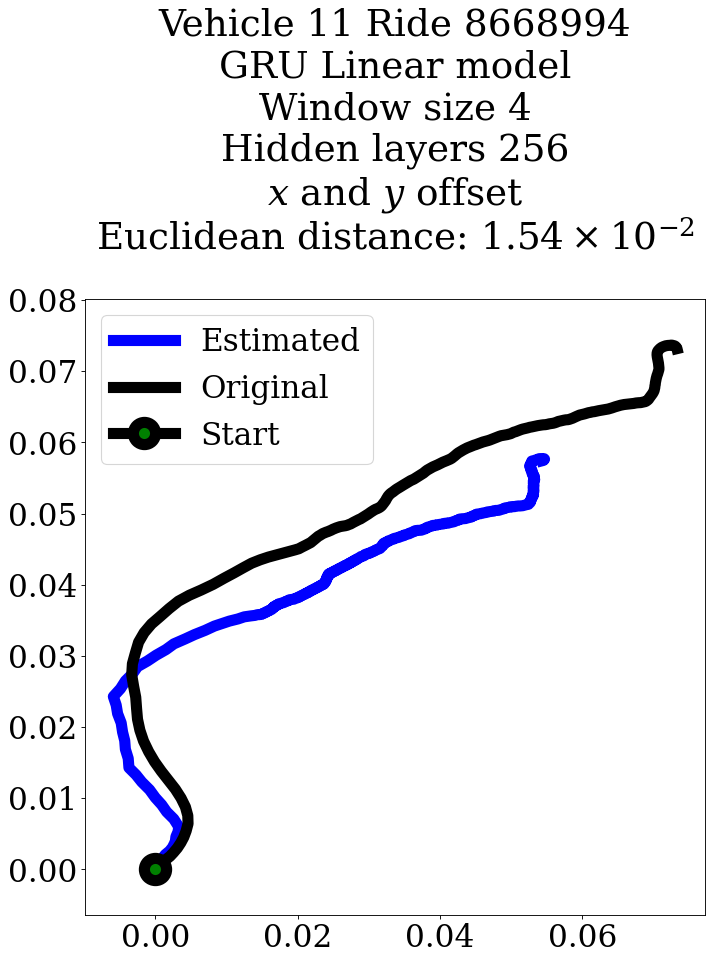 Vehicle 11 Ride 8668994
GRU Linear model
Window size 4
Hidden layers 256
x and y offset
Euclidean distance: 1.54 × 10⁻²
0.08
0.07
0.06
0.05
0.04
0.03
0.02
0.01
0.00
Estimated
Original
Start
0.00 0.02 0.04 0.06